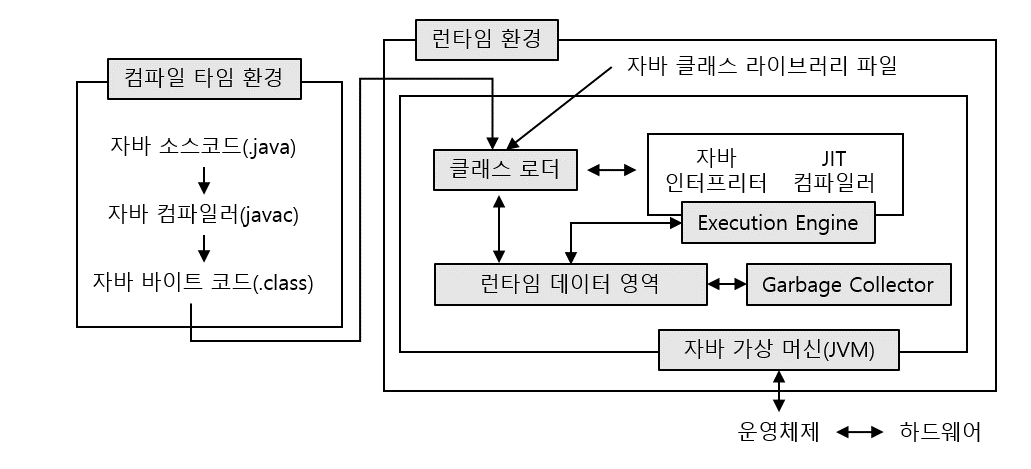 런타임 환경
컴파일 타임 환경
자바 클래스 라이브러리 파일
자바 소스코드(.java)
자바 컴파일러(javac)
자바 바이트 코드(.class)
클래스 로더
자바
인터프리터
JIT
컴파일러
Execution Engine
런타임 데이터 영역
Garbage Collector
자바 가상 머신(JVM)
운영체제
하드웨어